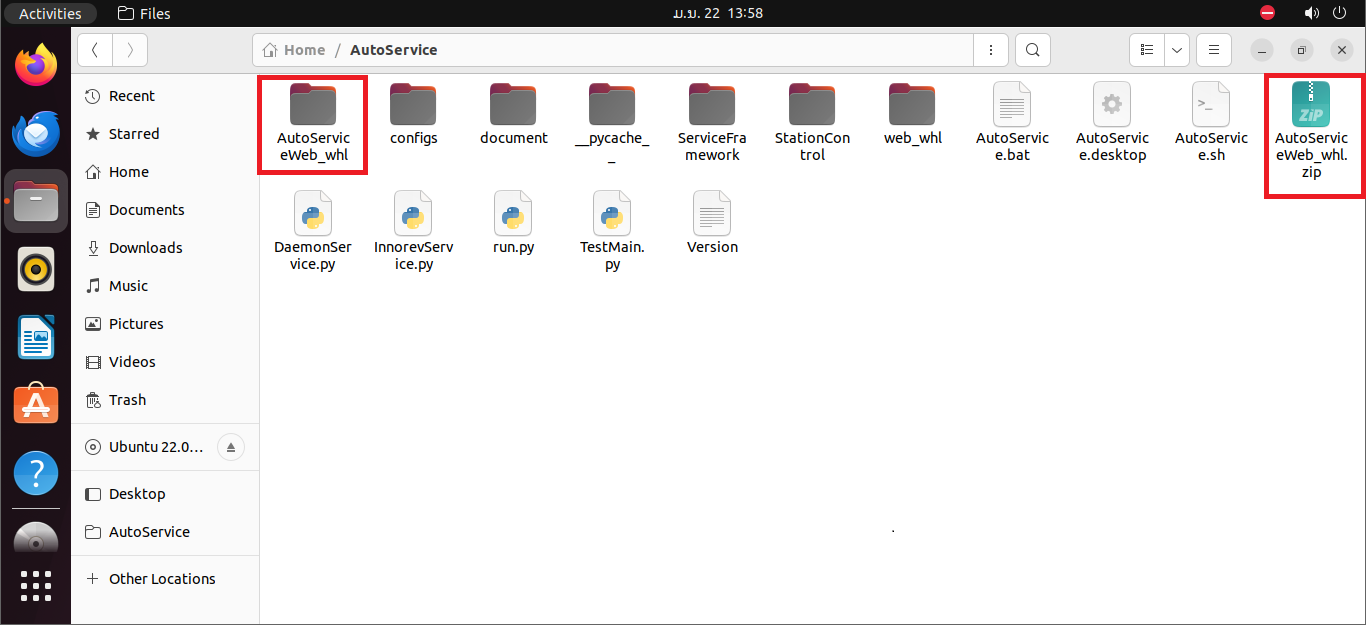 Activities
Files
ม.ย. 22 13:58
Home / AutoService
Recent
Starred
Home
Documents
Downloads
Music
Pictures
Videos
Trash
Ubuntu 22.0...
Desktop
AutoService
Other Locations
AutoServic
eWeb_whl
configs
document
__pycache_
_
ServiceFra
mework
StationCon
trol
web_whl
AutoServic
e.bat
AutoServic
e.desktop
AutoServic
e.sh
ZiP
AutoServic
eWeb_whl.
zip
DaemonSer
vice.py
InnorevServ
ice.py
run.py
TestMain.
py
Version